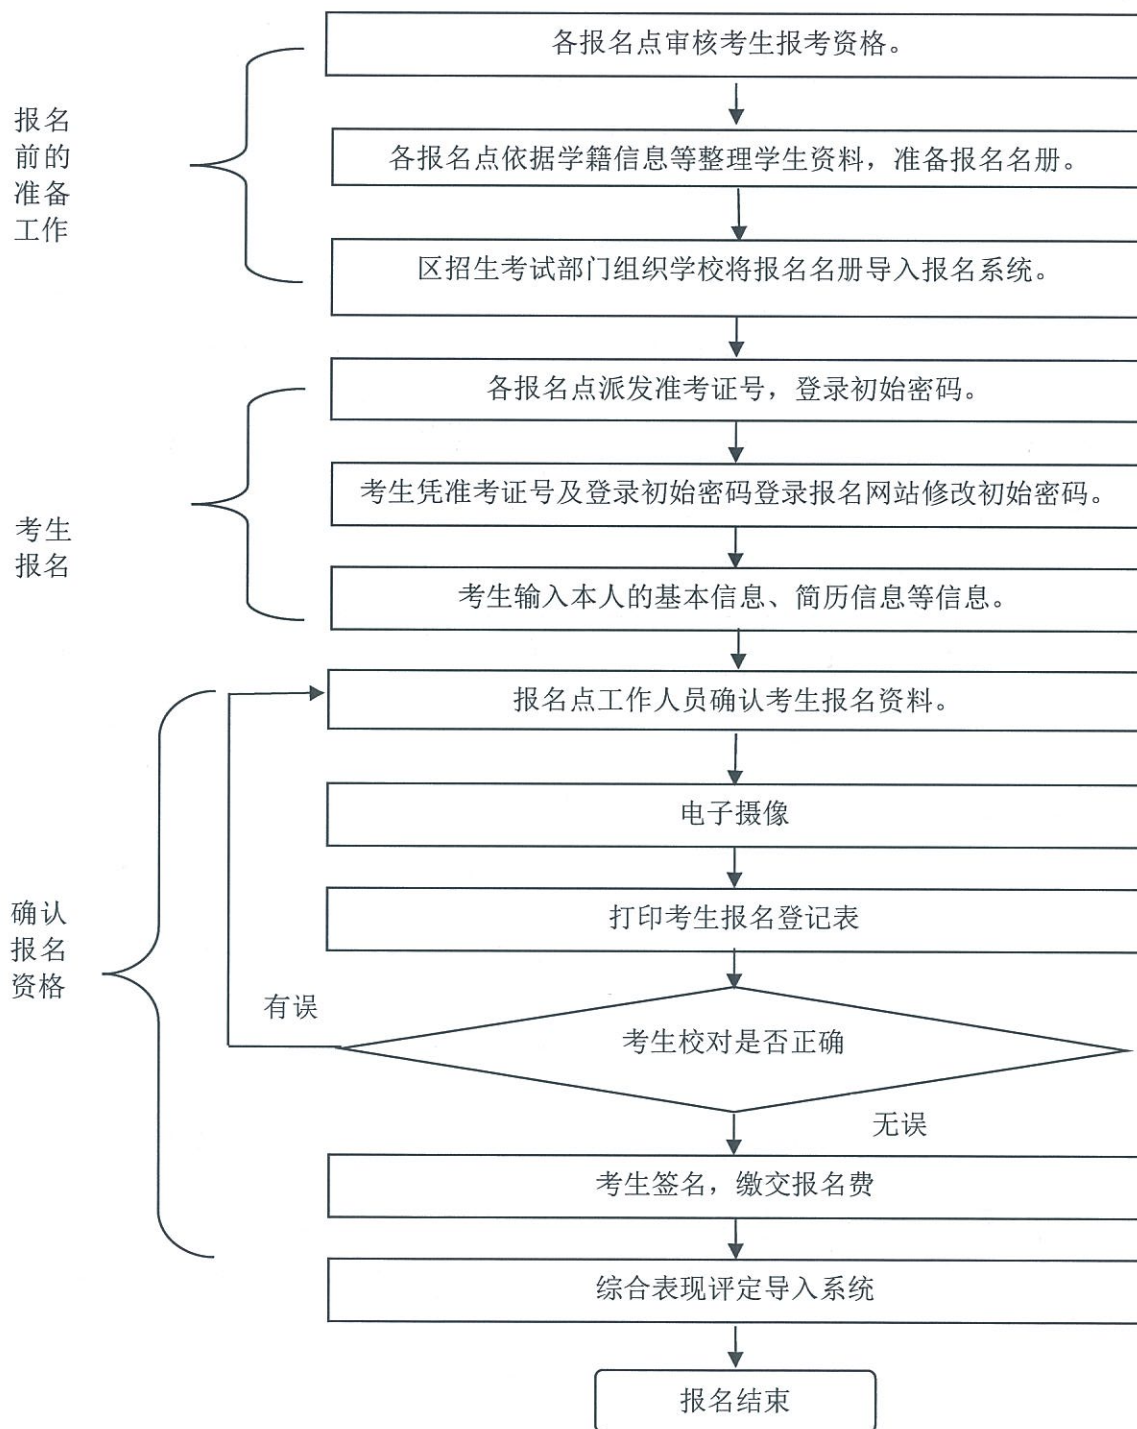 各报名点审核考生报考资格。
报名
前的
准备
工作
各报名点依据学籍信息等整理学生资料，准备报名名册。
区招生考试部门组织学校将报名名册导入报名系统。
各报名点派发准考证号，登录初始密码。
考生凭准考证号及登录初始密码登录报名网站修改初始密码。
考生
报名
考生输入本人的基本信息、简历信息等信息。
报名点工作人员确认考生报名资料。
电子摄像
打印考生报名登记表
确认
报名
资格
有误
考生校对是否正确
无误
考生签名，缴交报名费
综合表现评定导入系统
报名结束